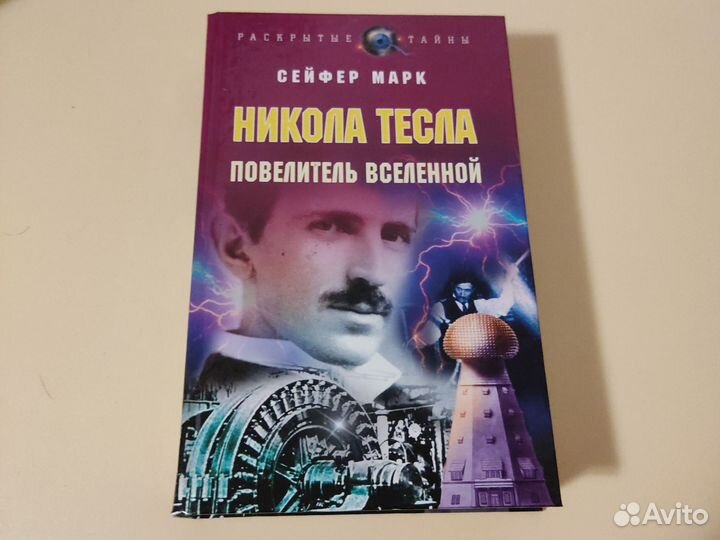 РАСКРЫТЫЕ ТАЙНЫ
СЕЙФЕР МАРК
НИКОЛА ТЕСЛА
ПОВЕЛИТЕЛЬ ВСЕЛЕННОЙ
Avito